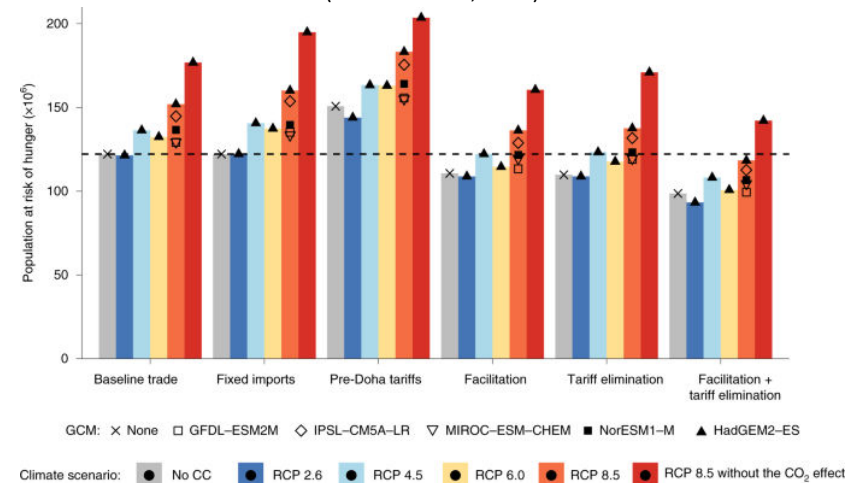 200
150
100
50
0
Population at risk of hunger (×10⁶)
Baseline trade
Fixed imports
Pre-Doha tariffs
Facilitation
Tariff elimination
Facilitation +
tariff elimination
GCM: None GFDL–ESM2M IPSL–CM5A–LR MIROC–ESM–CHEM NorESM1–M HadGEM2–ES
Climate scenario: No CC RCP 2.6 RCP 4.5 RCP 6.0 RCP 8.5 RCP 8.5 without the CO₂ effect